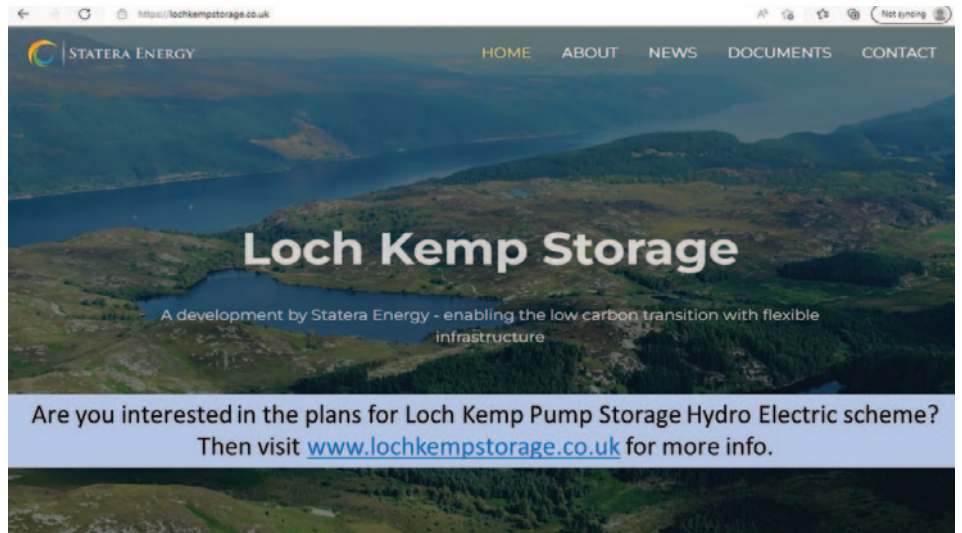 https://lochkempstorage.co.uk
Not syncing
STATERA ENERGY
HOME ABOUT NEWS DOCUMENTS CONTACT
Loch Kemp Storage
A development by Statera Energy - enabling the low carbon transition with flexible
infrastructure
Are you interested in the plans for Loch Kemp Pump Storage Hydro Electric scheme?
Then visit www.lochkempstorage.co.uk for more info.